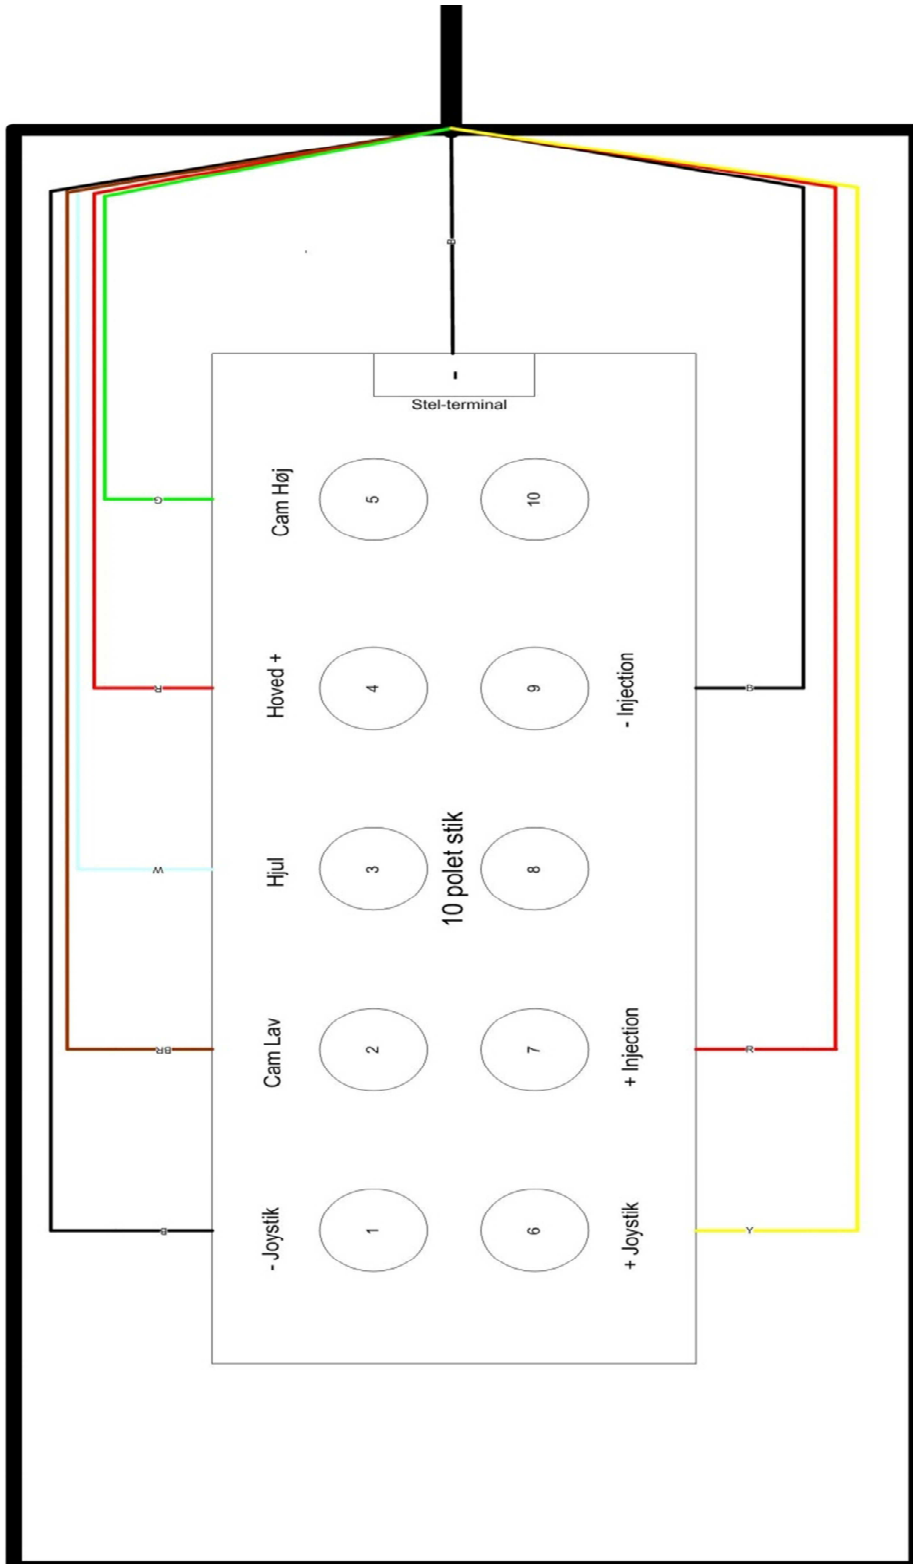 B
-
Stel-terminal
Cam Høj
5
10
G
Hoved +
4
9
- Injection
R
B
10 polet stik
Hjul
3
8
W
Cam Lav
2
7
+ Injection
BR
R
- Joystik
1
6
+ Joystik
B
Y